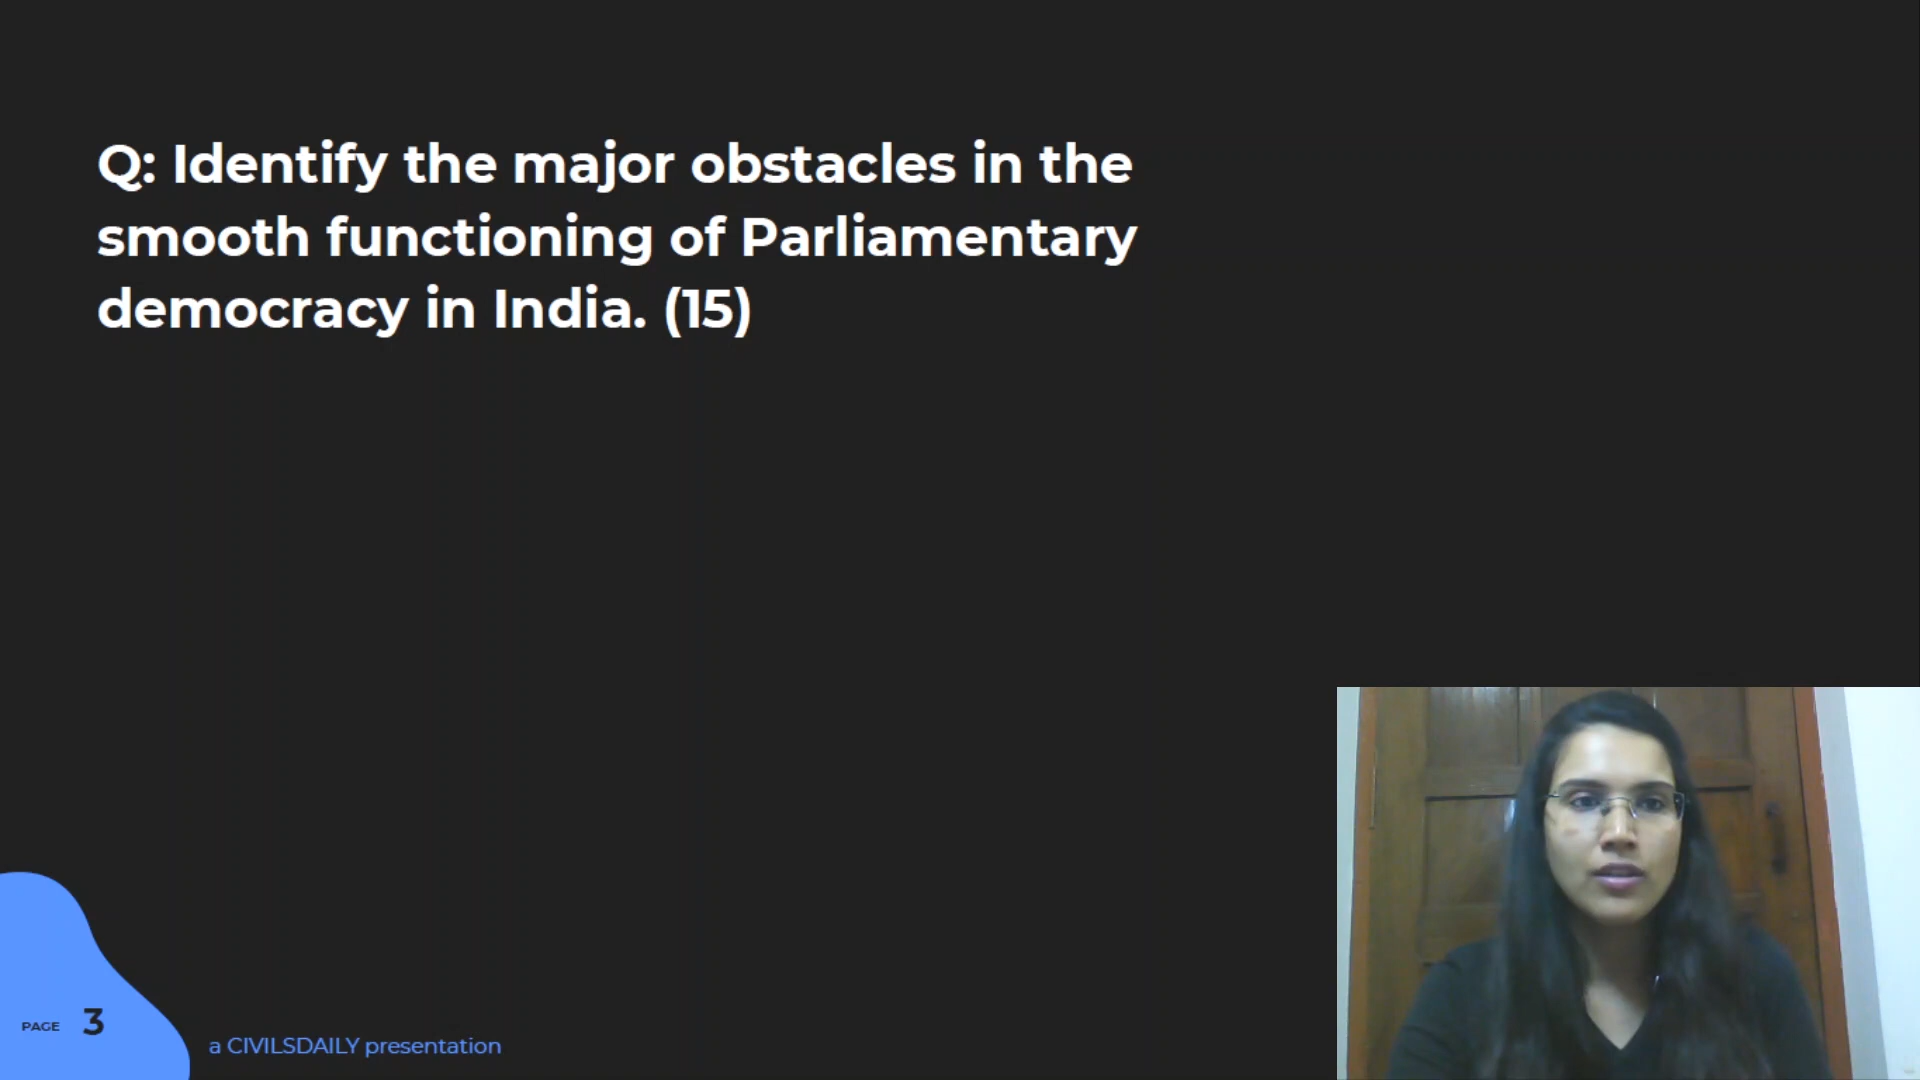 Q: Identify the major obstacles in the
smooth functioning of Parliamentary
democracy in India. (15)
PAGE 3
a CIVILSDAILY presentation